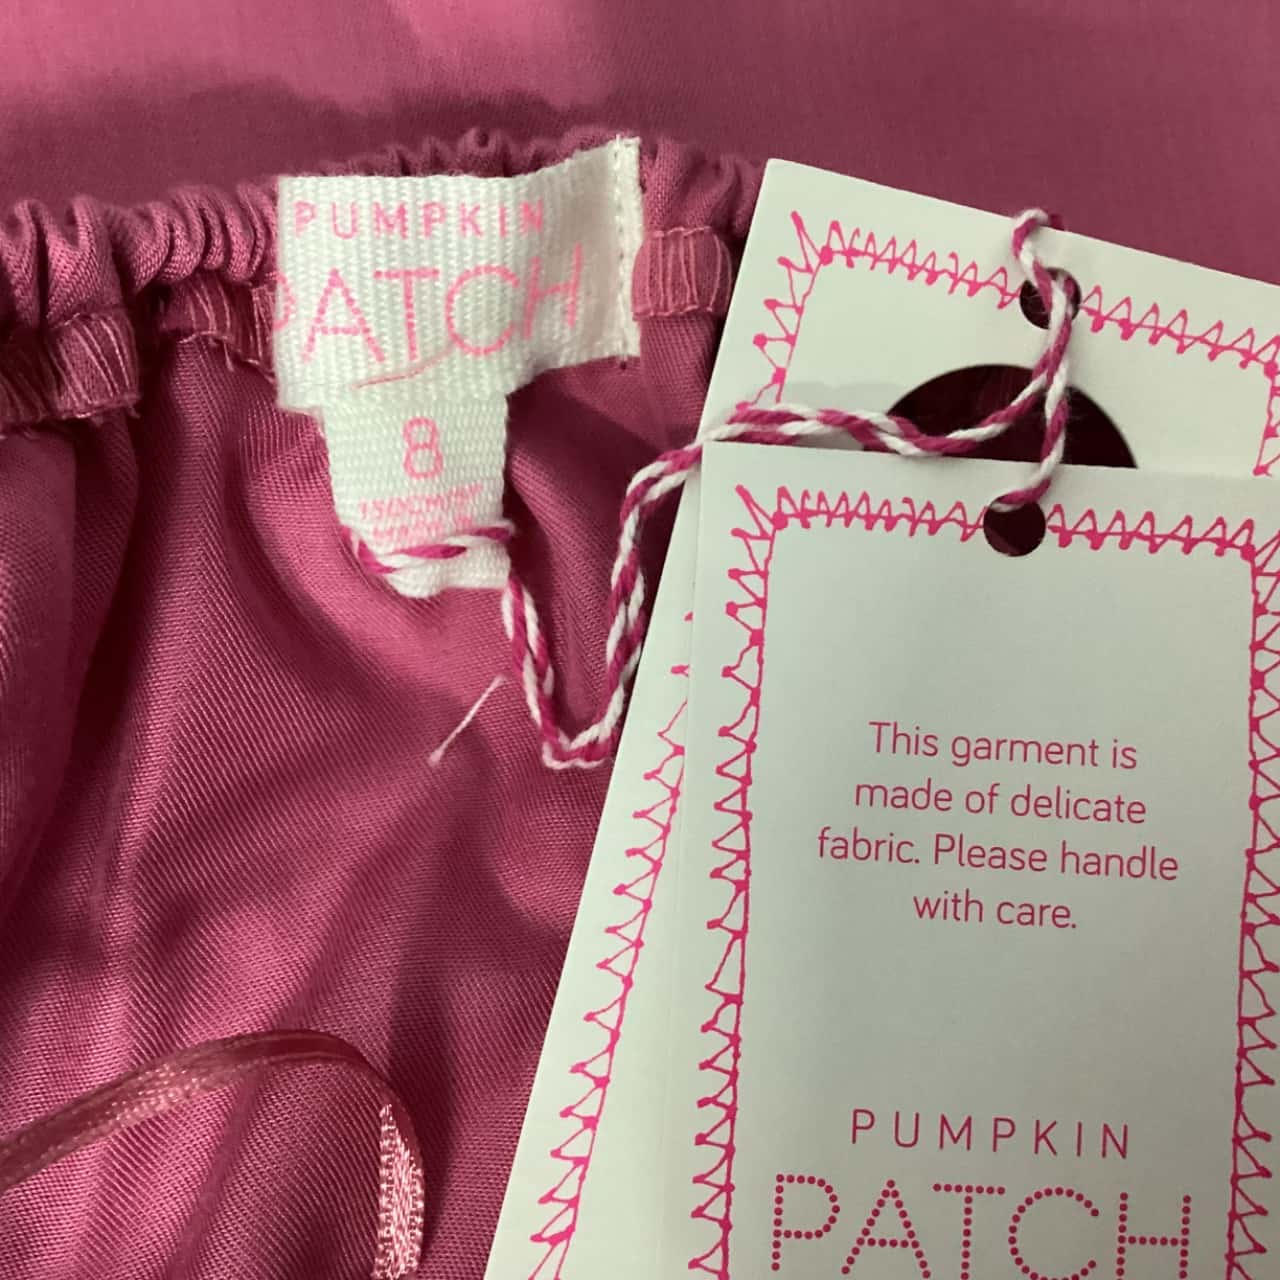 PUMPKIN
PATCH
8
This garment is
made of delicate
fabric. Please handle
with care.
PUMPKIN
PATCH